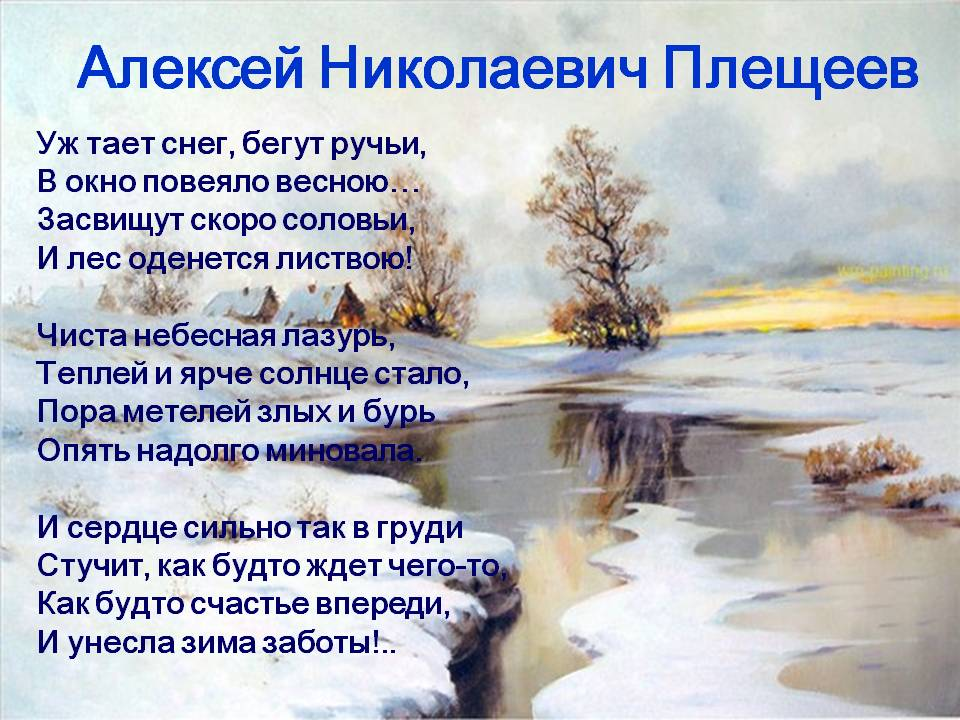 Алексей Николаевич Плещеев
Уж тает снег, бегут ручьи,
В окно повеяло весною…
Засвищут скоро соловьи,
И лес оденется листвою!
Чиста небесная лазурь,
Теплей и ярче солнце стало,
Пора метелей злых и бурь
Опять надолго миновала.
И сердце сильно так в груди
Стучит, как будто ждет чего-то,
Как будто счастье впереди,
И унесла зима заботы!..